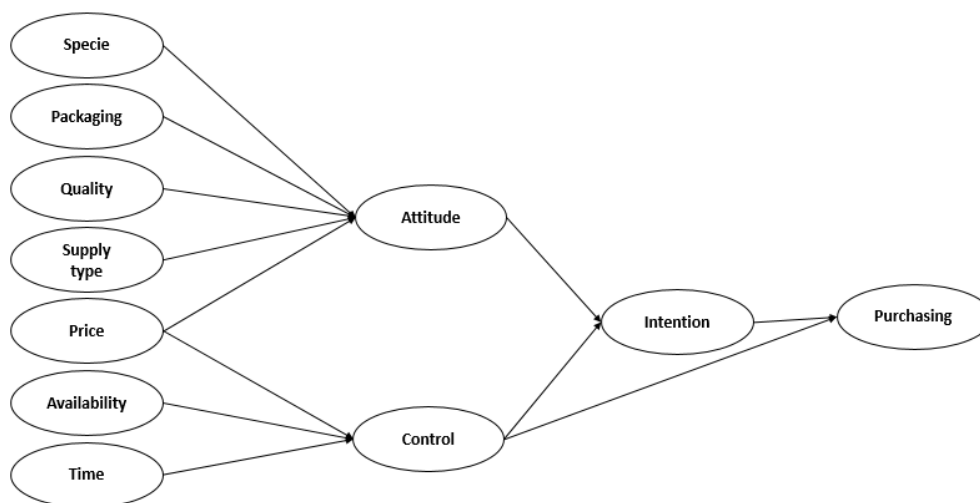 Specie
Packaging
Quality
Supply
type
Price
Availability
Time
Attitude
Control
Intention
Purchasing